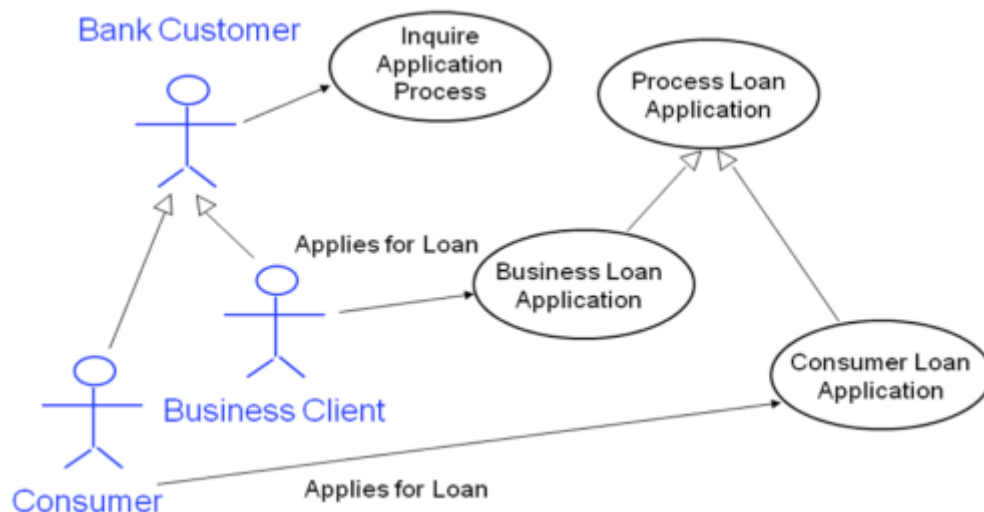 Bank Customer
Inquire
Application
Process
Process Loan
Application
Applies for Loan
Business Loan
Application
Consumer Loan
Application
Business Client
Applies for Loan
Consumer